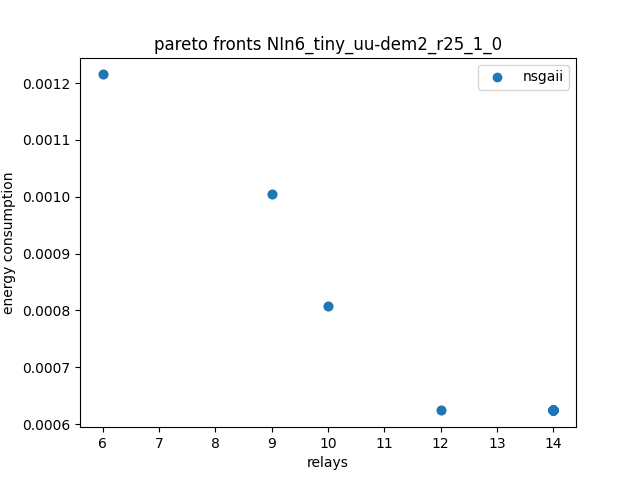 pareto fronts NIn6_tiny_uu-dem2_r25_1_0
nsgaii
0.0012
0.0011
0.0010
0.0009
0.0008
0.0007
0.0006
energy consumption
6 7 8 9 10 11 12 13 14
relays